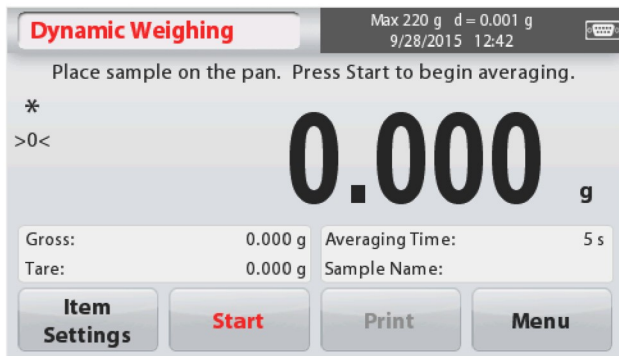 Dynamic Weighing
Max 220 g d = 0.001 g
9/28/2015 12:42
Place sample on the pan. Press Start to begin averaging.
*
>0<
0.000 g
Gross: 0.000 g
Tare: 0.000 g
Averaging Time: 5 s
Sample Name:
Item
Settings
Start
Print
Menu